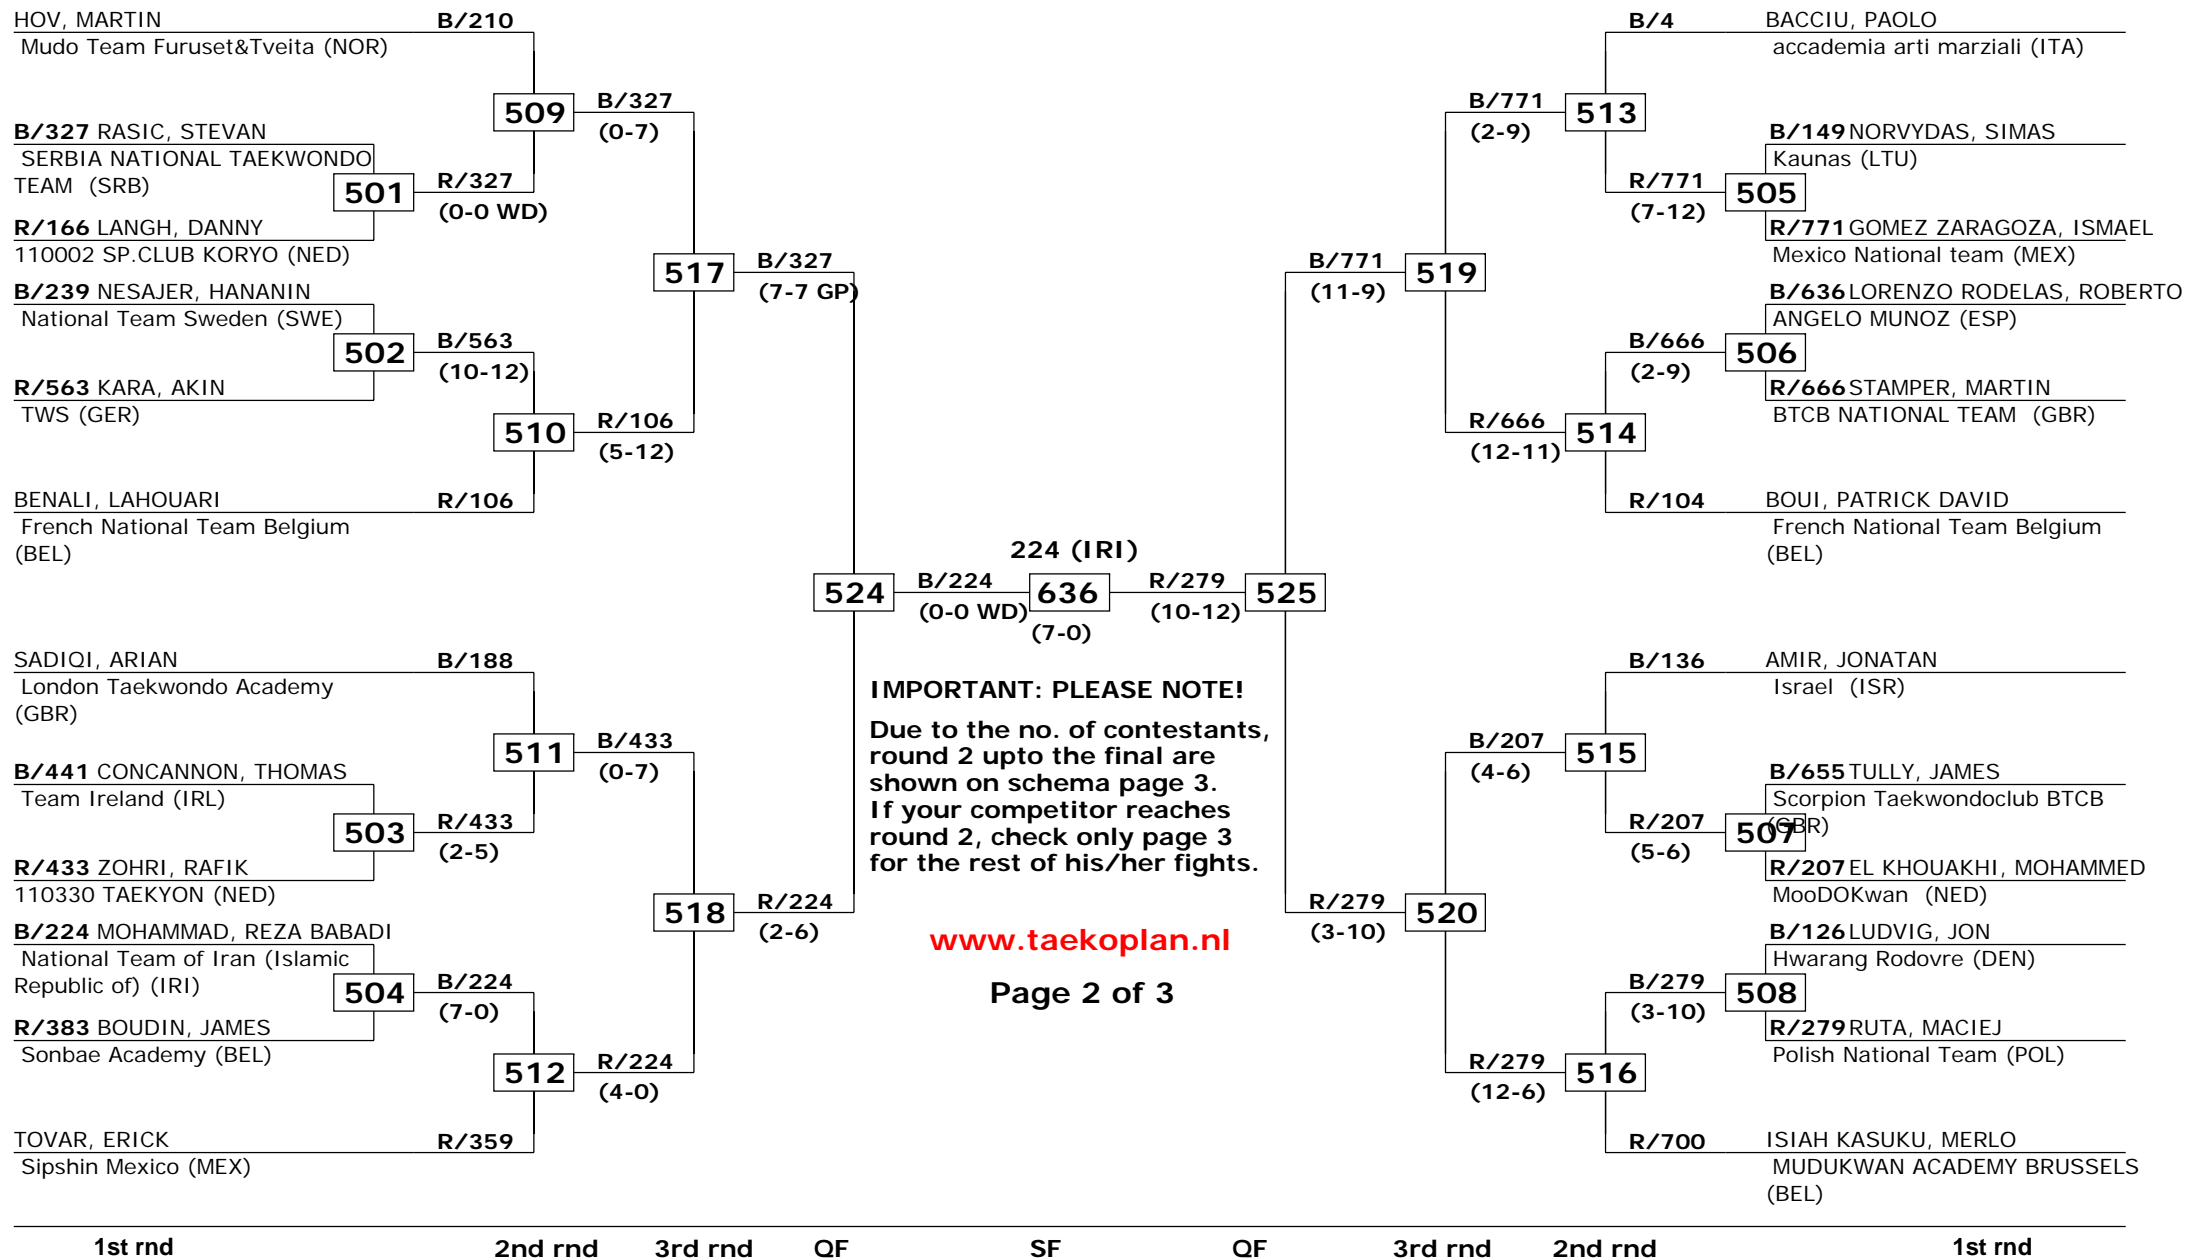 HOV, MARTIN
B/210
Mudo Team Furuset&Tveita (NOR)
509
B/327
(0-7)
B/327 RASIC, STEVAN
SERBIA NATIONAL TAEKWONDO
TEAM (SRB)
501
R/327
(0-0 WD)
R/166 LANGH, DANNY
110002 SP.CLUB KORYO (NED)
517
B/327
(7-7 GP)
B/239 NESAJER, HANANIN
National Team Sweden (SWE)
502
B/563
(10-12)
R/563 KARA, AKIN
TWS (GER)
510
R/106
(5-12)
BENALI, LAHOUARI
R/106
French National Team Belgium
(BEL)
524
B/224
(0-0 WD)
SADIQI, ARIAN
B/188
London Taekwondo Academy
(GBR)
511
B/433
(0-7)
B/441 CONCANNON, THOMAS
Team Ireland (IRL)
503
R/433
(2-5)
R/433 ZOHRI, RAFIK
110330 TAEKYON (NED)
518
R/224
(2-6)
B/224 MOHAMMAD, REZA BABADI
National Team of Iran (Islamic
Republic of) (IRI)
504
B/224
(7-0)
R/383 BOUDIN, JAMES
Sonbae Academy (BEL)
512
R/224
(4-0)
TOVAR, ERICK
R/359
Sipshin Mexico (MEX)
224 (IRI)
636
(7-0)
IMPORTANT: PLEASE NOTE!
Due to the no. of contestants,
round 2 upto the final are
shown on schema page 3.
If your competitor reaches
round 2, check only page 3
for the rest of his/her fights.
www.taekoplan.nl
Page 2 of 3
B/4
BACCIU, PAOLO
accademia arti marziali (ITA)
B/771
(2-9)
513
B/149 NORVYDAS, SIMAS
Kaunas (LTU)
R/771
(7-12)
505
R/771 GOMEZ ZARAGOZA, ISMAEL
Mexico National team (MEX)
B/771
(11-9)
519
B/636 LORENZO RODELAS, ROBERTO
ANGELO MUNOZ (ESP)
B/666
(2-9)
506
R/666 STAMPER, MARTIN
BTCB NATIONAL TEAM (GBR)
R/666
(12-11)
514
R/104
BOUI, PATRICK DAVID
French National Team Belgium
(BEL)
R/279
(10-12)
525
B/136
AMIR, JONATAN
Israel (ISR)
B/207
(4-6)
515
B/655 TULLY, JAMES
Scorpion Taekwondoclub BTCB
(GBR)
R/207
(5-6)
507
R/207 EL KHOUAKHI, MOHAMMED
MooDOKwan (NED)
R/279
(3-10)
520
B/126 LUDVIG, JON
Hwarang Rodovre (DEN)
B/279
(3-10)
508
R/279 RUTA, MACIEJ
Polish National Team (POL)
R/279
(12-6)
516
R/700
ISIAH KASUKU, MERLO
MUDUKWAN ACADEMY BRUSSELS
(BEL)
1st rnd 2nd rnd 3rd rnd QF SF QF 3rd rnd 2nd rnd 1st rnd